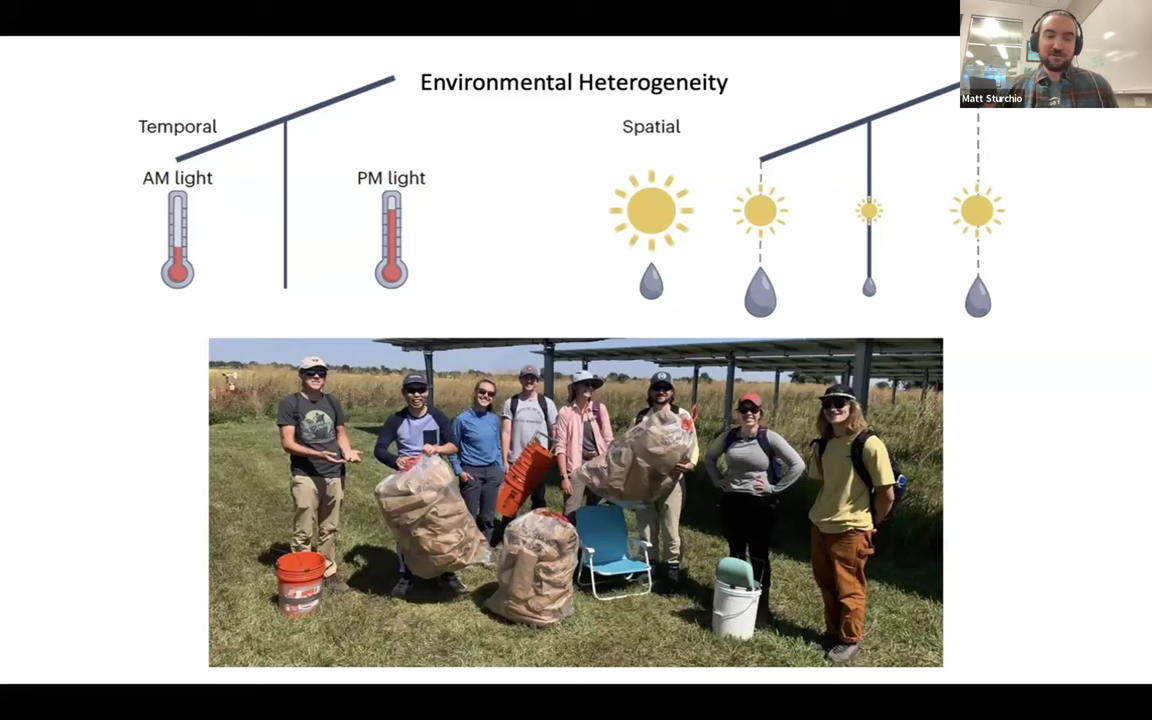 Environmental Heterogeneity
Temporal
Spatial
AM light
PM light
Matt Sturchio